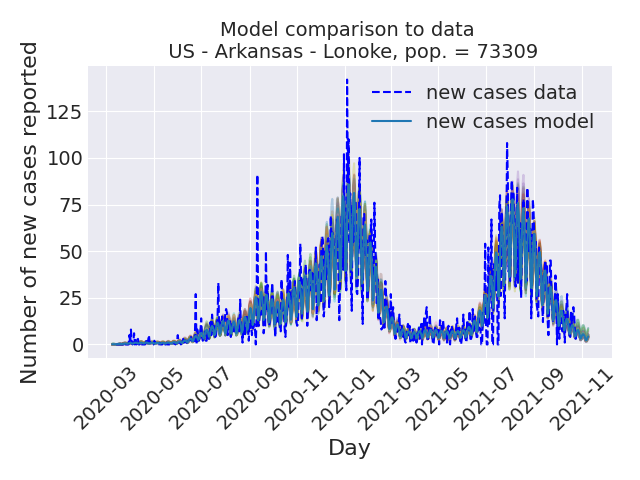 Model comparison to data
US - Arkansas - Lonoke, pop. = 73309
Number of new cases reported
125
100
75
50
25
0
new cases data
new cases model
2020-03
2020-05
2020-07
2020-09
2020-11
2021-01
2021-03
2021-05
2021-07
2021-09
2021-11
Day